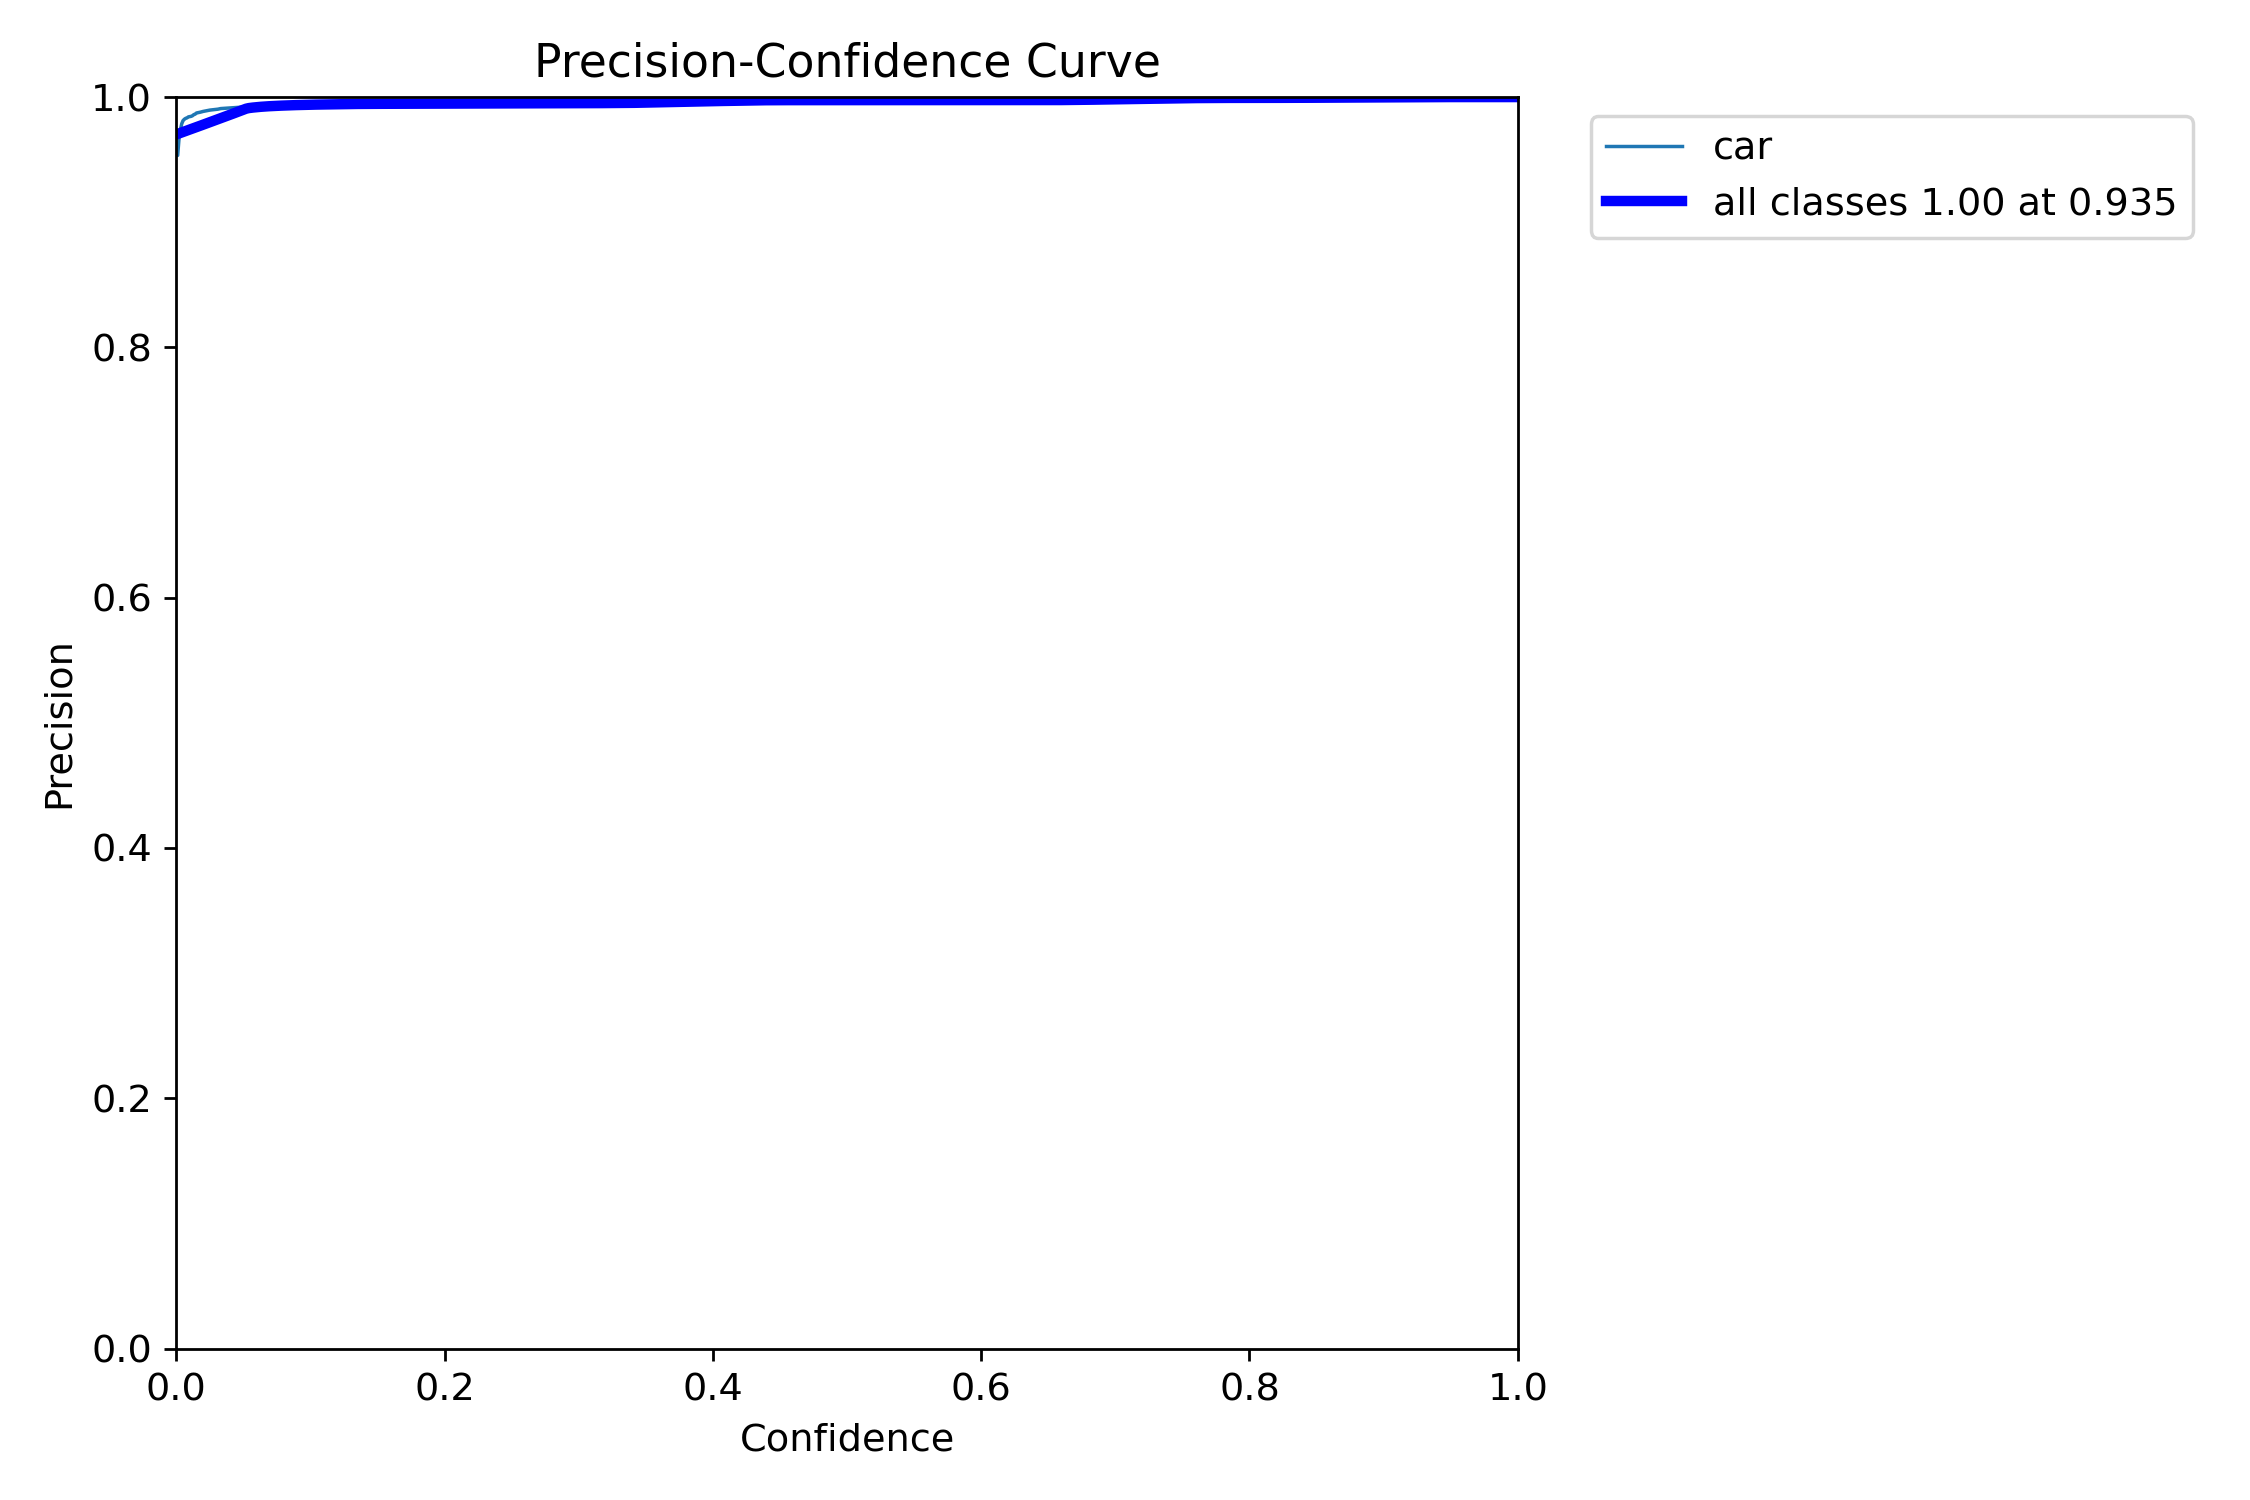 Precision-Confidence Curve
1.0
0.8
0.6
0.4
0.2
0.0
Precision
0.0 0.2 0.4 0.6 0.8 1.0
Confidence
car
all classes 1.00 at 0.935